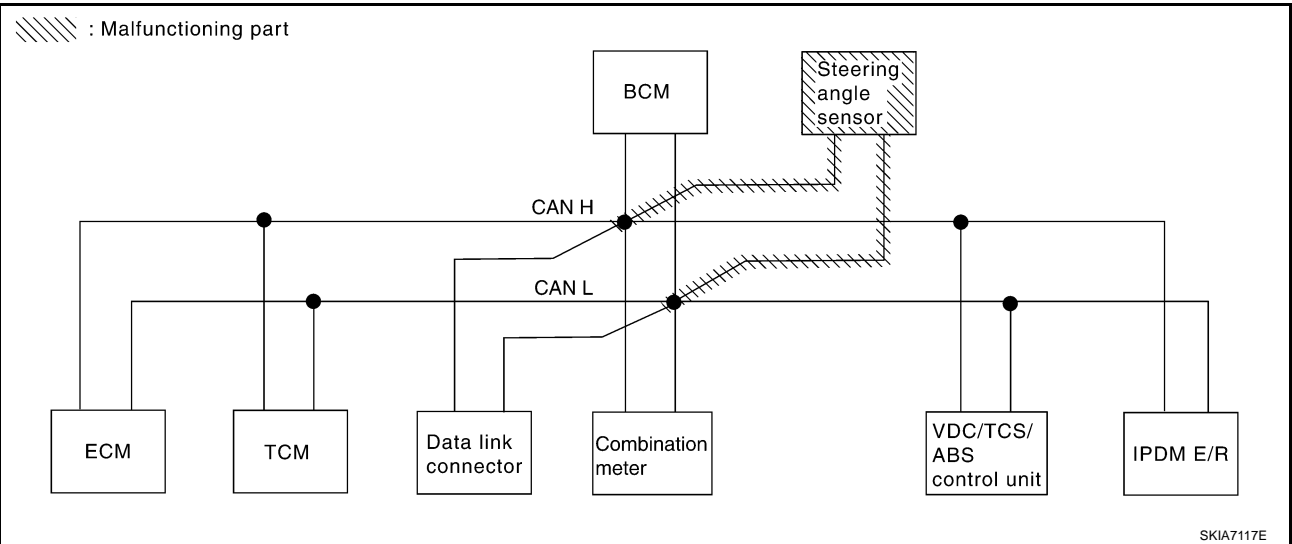 : Malfunctioning part
BCM
Steering
angle
sensor
CAN H
CAN L
ECM
TCM
Data link
connector
Combination
meter
VDC/TCS/
ABS
control unit
IPDM E/R
SKIA7117E